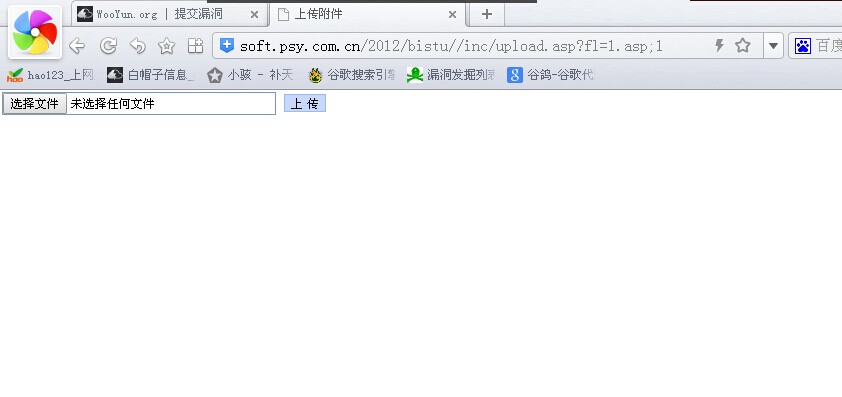 WooYun.org | 提交漏洞
上传附件
soft.psy.com.cn/2012/bistu//inc/upload.asp?fl=1.asp;1
百度
hao123_上网
白帽子信息_
小孩 - 补天
谷歌搜索引擎
漏洞发掘列表
谷鸽-谷歌代
选择文件 未选择任何文件 上 传